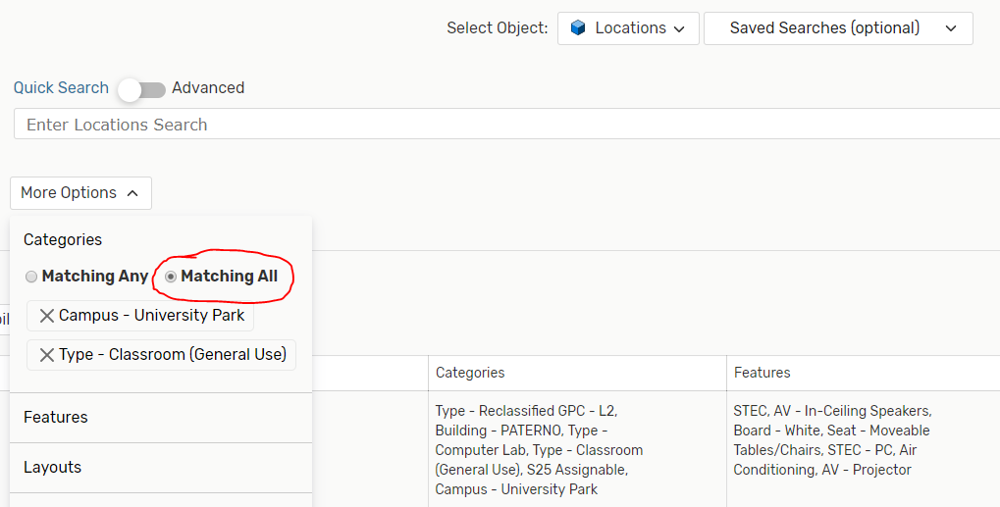 Select Object: Locations Saved Searches (optional)
Quick Search Advanced
Enter Locations Search
More Options
Categories
Matching Any Matching All
Campus - University Park
Type - Classroom (General Use)
Features
Layouts
Categories
Type - Reclassified GPC - L2,
Building - PATERNO, Type -
Computer Lab, Type - Classroom
(General Use), S25 Assignable,
Campus - University Park
Features
STEC, AV - In-Ceiling Speakers,
Board - White, Seat - Moveable
Tables/Chairs, STEC - PC, Air
Conditioning, AV - Projector